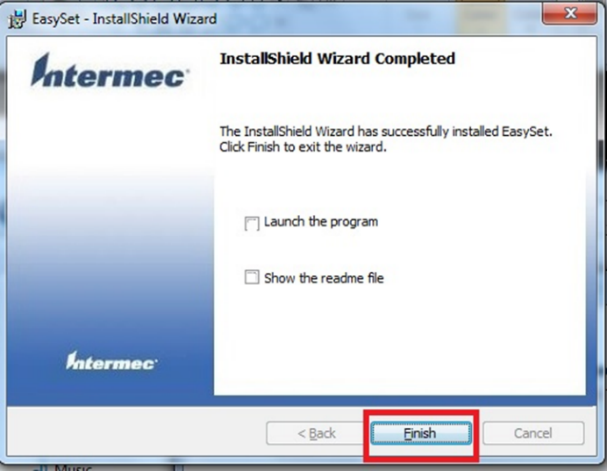 EasySet - InstallShield Wizard
Intermec
InstallShield Wizard Completed
The InstallShield Wizard has successfully installed EasySet.
Click Finish to exit the wizard.
Launch the program
Show the readme file
Intermec
< Back
Finish
Cancel
Music